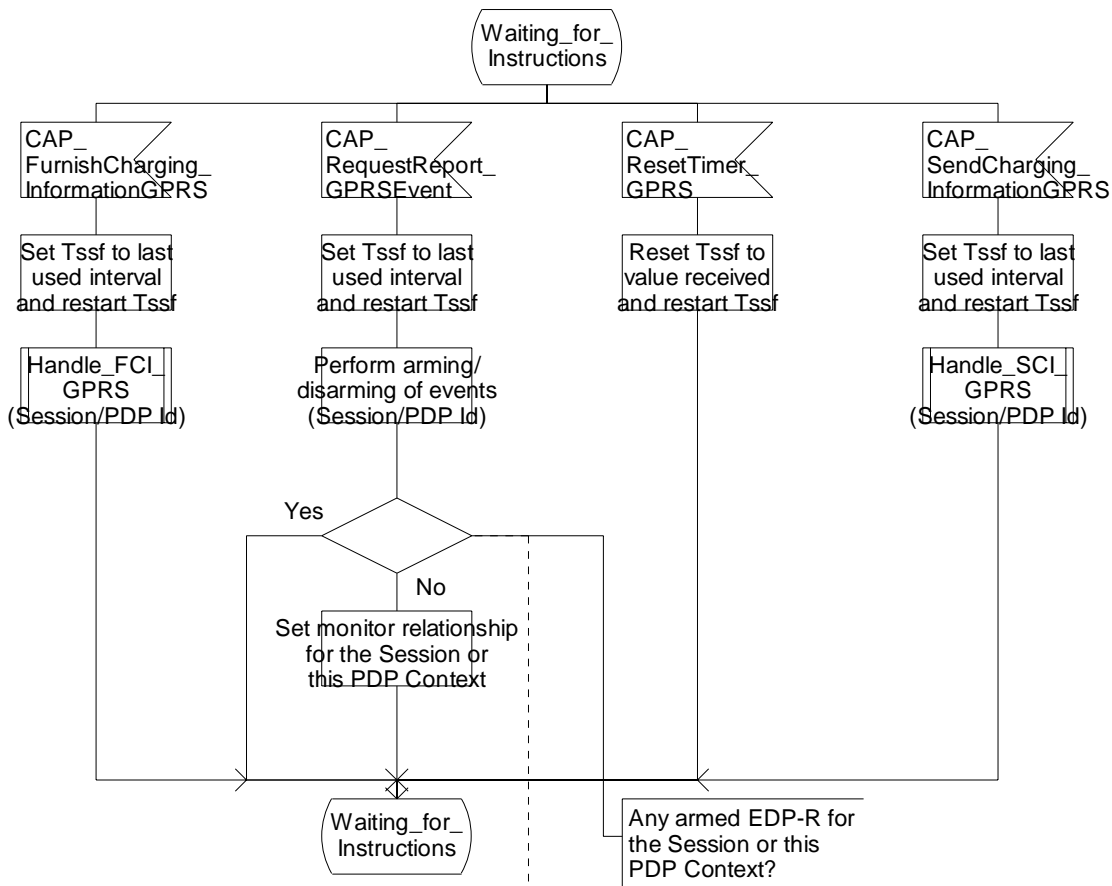 Waiting_for_
Instructions
CAP_
FurnishCharging_
InformationGPRS
CAP_
RequestReport_
GPRSEvent
CAP_
ResetTimer_
GPRS
CAP_
SendCharging_
InformationGPRS
Set Tssf to last
used interval
and restart Tssf
Set Tssf to last
used interval
and restart Tssf
Reset Tssf to
value received
and restart Tssf
Set Tssf to last
used interval
and restart Tssf
Handle_FCI_
GPRS
(Session/PDP Id)
Perform arming/
disarming of events
(Session/PDP Id)
Handle_SCI_
GPRS
(Session/PDP Id)
Yes
No
Set monitor relationship
for the Session or
this PDP Context
Waiting_for_
Instructions
Any armed EDP-R for
the Session or this
PDP Context?